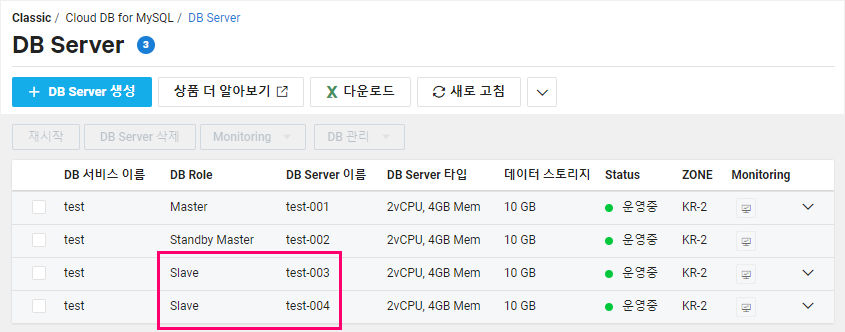 Classic / Cloud DB for MySQL / DB Server
DB Server 3
+ DB Server 생성 상품 더 알아보기 다운로드 새로 고침
재시작 DB Server 삭제 Monitoring DB 관리
DB 서비스 이름 DB Role DB Server 이름 DB Server 타입 데이터 스토리지 Status ZONE Monitoring
test Master test-001 2vCPU, 4GB Mem 10 GB 운영중 KR-2
test Standby Master test-002 2vCPU, 4GB Mem 10 GB 운영중 KR-2
test Slave test-003 2vCPU, 4GB Mem 10 GB 운영중 KR-2
test Slave test-004 2vCPU, 4GB Mem 10 GB 운영중 KR-2